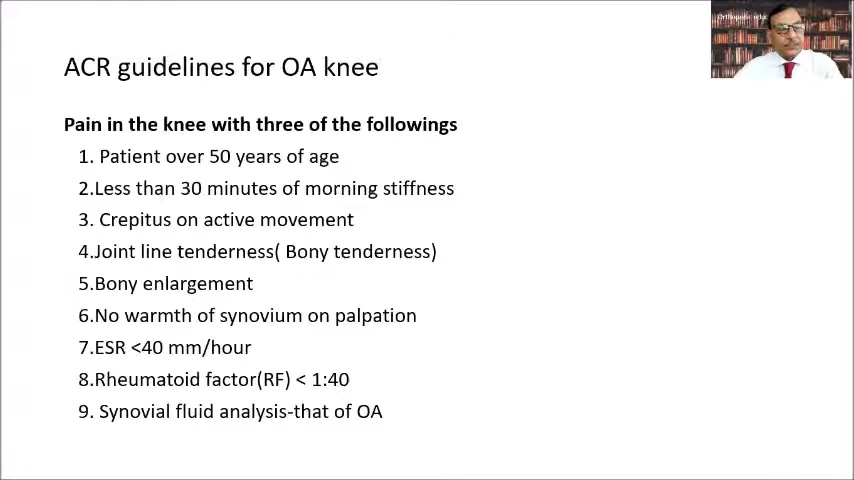 Orthopedic edu
ACR guidelines for OA knee
Pain in the knee with three of the followings
1. Patient over 50 years of age
2.Less than 30 minutes of morning stiffness
3. Crepitus on active movement
4.Joint line tenderness( Bony tenderness)
5.Bony enlargement
6.No warmth of synovium on palpation
7.ESR <40 mm/hour
8.Rheumatoid factor(RF) < 1:40
9. Synovial fluid analysis-that of OA